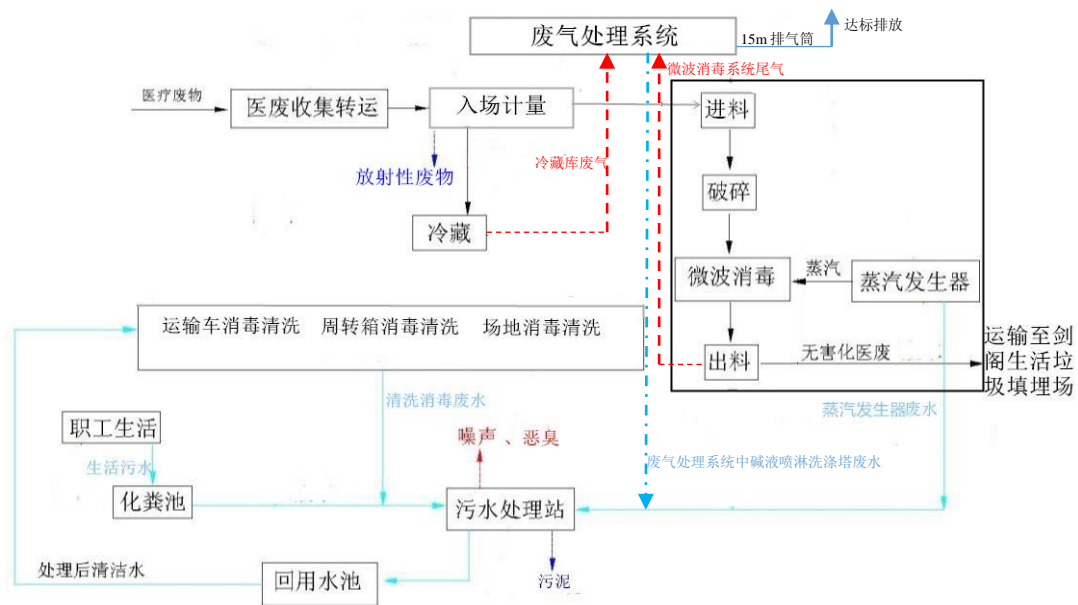 废气处理系统
15m 排气筒
达标排放
微波消毒系统尾气
医疗废物
医废收集转运
入场计量
进料
冷藏库废气
放射性废物
破碎
冷藏
微波消毒
蒸汽
蒸汽发生器
运输车消毒清洗 周转箱消毒清洗 场地消毒清洗
出料
无害化医废
运输至剑
阁生活垃
圾填埋场
清洗消毒废水
蒸汽发生器废水
职工生活
噪声、恶臭
生活污水
废气处理系统中碱液喷淋洗涤塔废水
化粪池
污水处理站
处理后清洁水
回用水池
污泥